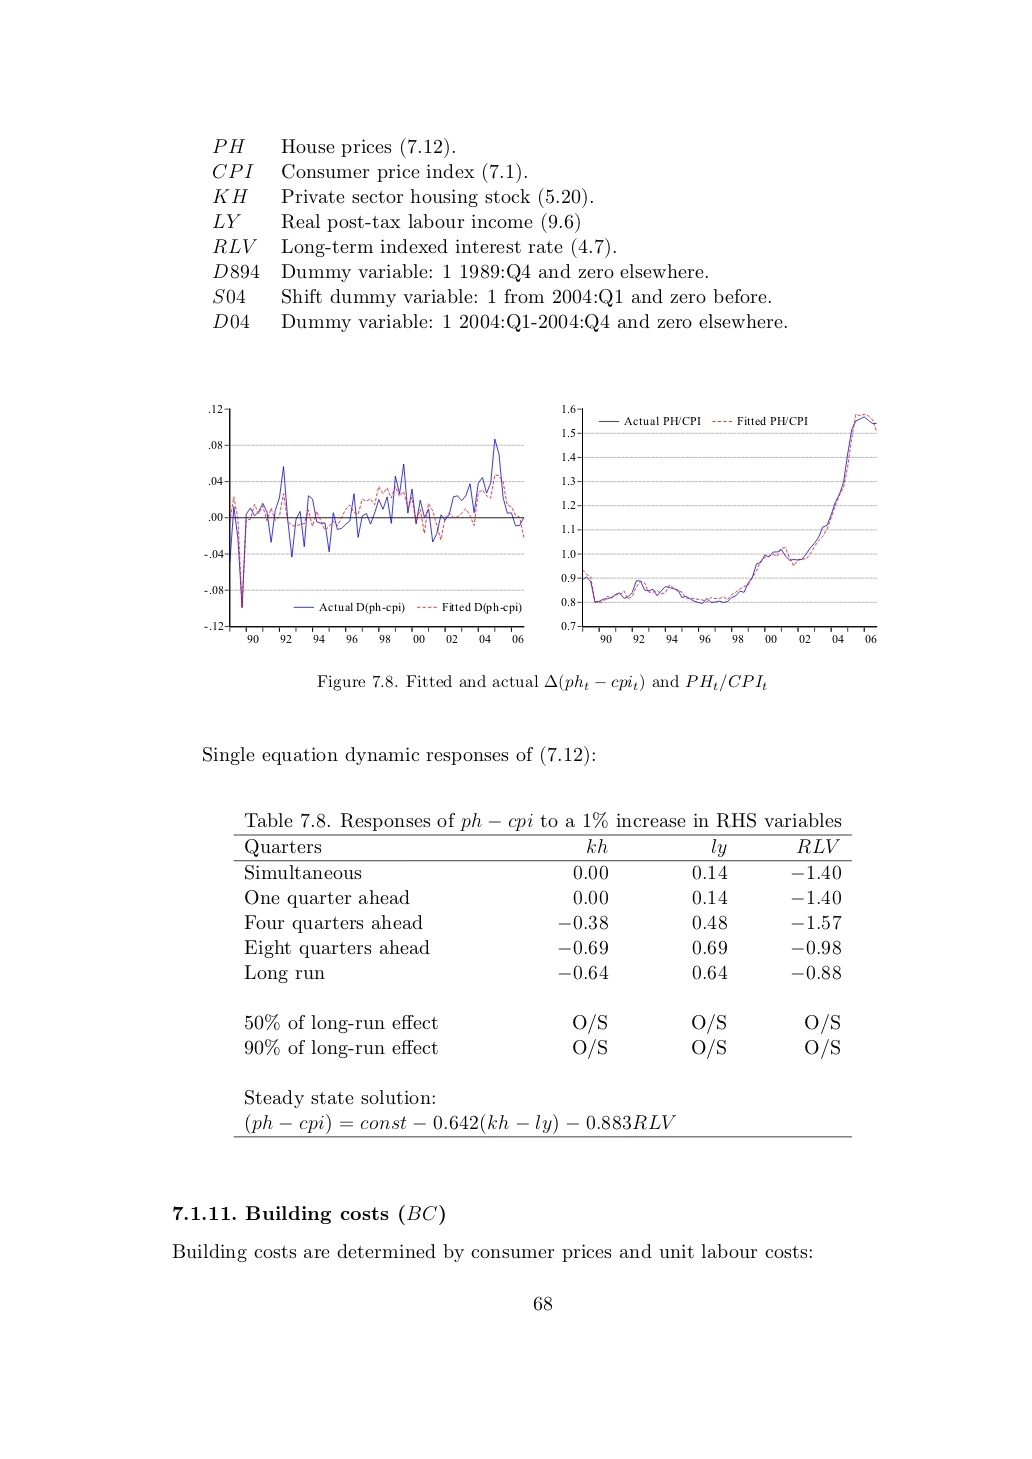 PH House prices (7.12).
CPI Consumer price index (7.1).
KH Private sector housing stock (5.20).
LY Real post-tax labour income (9.6)
RLV Long-term indexed interest rate (4.7).
D894 Dummy variable: 1 1989:Q4 and zero elsewhere.
S04 Shift dummy variable: 1 from 2004:Q1 and zero before.
D04 Dummy variable: 1 2004:Q1-2004:Q4 and zero elsewhere.
.12
.08
.04
.00
-.04
-.08
-.12
Actual D(ph-cpi) Fitted D(ph-cpi)
90 92 94 96 98 00 02 04 06
1.6
1.5
1.4
1.3
1.2
1.1
1.0
0.9
0.8
0.7
Actual PH/CPI Fitted PH/CPI
90 92 94 96 98 00 02 04 06
Figure 7.8. Fitted and actual Δ(phₜ − cpiₜ) and PHₜ/CPIₜ
Single equation dynamic responses of (7.12):
Table 7.8. Responses of ph − cpi to a 1% increase in RHS variables
Quarters kh ly RLV
Simultaneous 0.00 0.14 −1.40
One quarter ahead 0.00 0.14 −1.40
Four quarters ahead −0.38 0.48 −1.57
Eight quarters ahead −0.69 0.69 −0.98
Long run −0.64 0.64 −0.88
50% of long-run effect O/S O/S O/S
90% of long-run effect O/S O/S O/S
Steady state solution:
(ph − cpi) = const − 0.642(kh − ly) − 0.883RLV
7.1.11. Building costs (BC)
Building costs are determined by consumer prices and unit labour costs:
68